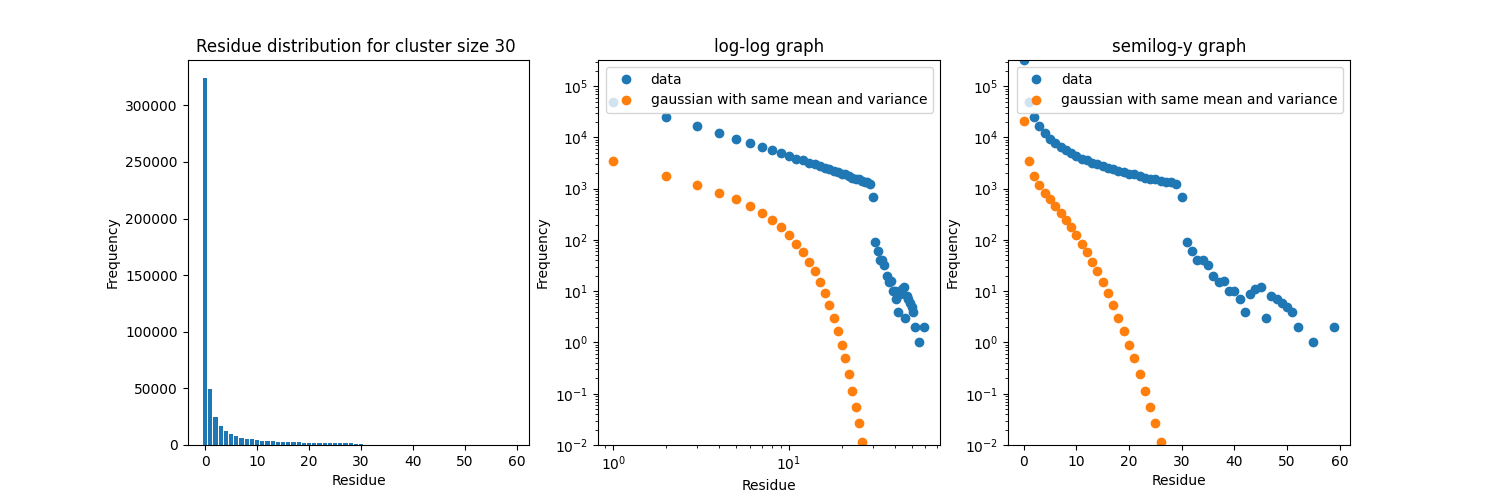 Residue distribution for cluster size 30
Frequency
300000
250000
200000
150000
100000
50000
0
0 10 20 30 40 50 60
Residue
log-log graph
data
gaussian with same mean and variance
Frequency
10^5
10^4
10^3
10^2
10^1
10^0
10^−1
10^−2
10^0 10^1
Residue
semilog-y graph
data
gaussian with same mean and variance
Frequency
10^5
10^4
10^3
10^2
10^1
10^0
10^−1
10^−2
0 10 20 30 40 50 60
Residue